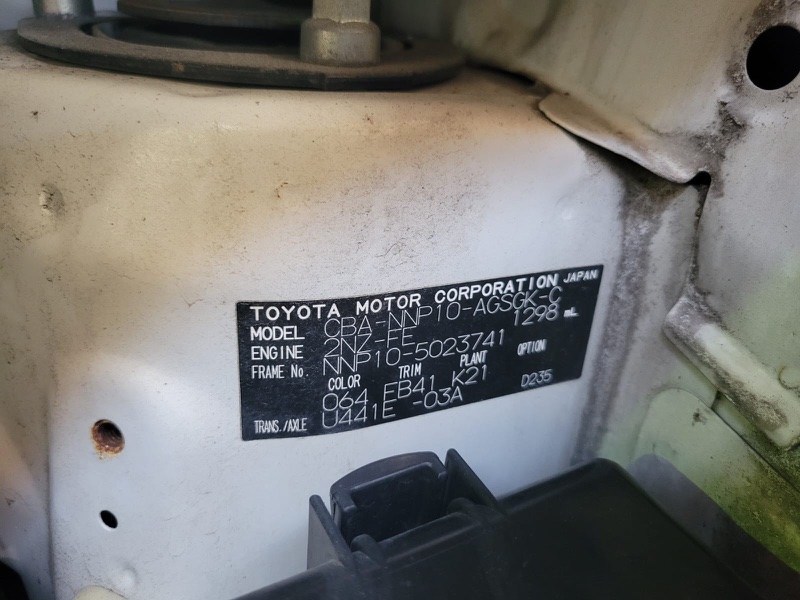 TOYOTA MOTOR CORPORATION JAPAN
MODEL CBA-NNP10-AGSGK-C
ENGINE 2NZ-FE 1298 mL
FRAME No. NNP10-5023741
COLOR TRIM PLANT OPTION
064 FB41 K21 D235
TRANS./AXLE U441E -03A